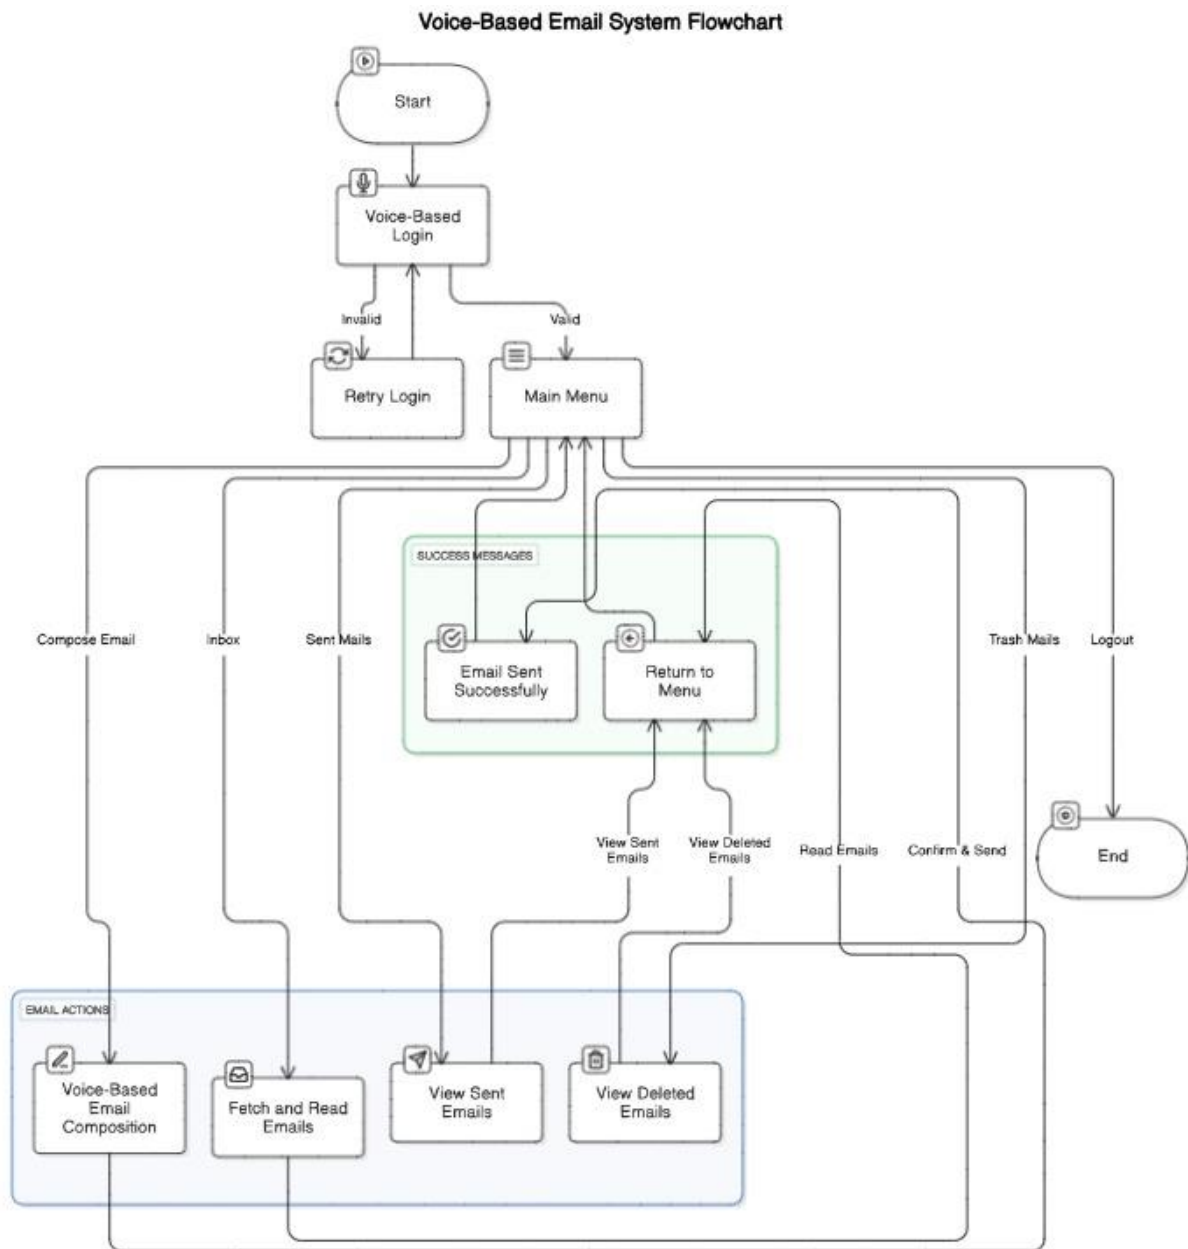 Voice-Based Email System Flowchart
Start
Voice-Based
Login
Invalid
Valid
Retry Login
Main Menu
SUCCESS MESSAGES
Compose Email
Inbox
Sent Mails
Trash Mails
Logout
Email Sent
Successfully
Return to
Menu
View Sent
Emails
View Deleted
Emails
Read Emails
Confirm & Send
End
EMAIL ACTIONS
Voice-Based
Email
Composition
Fetch and Read
Emails
View Sent
Emails
View Deleted
Emails